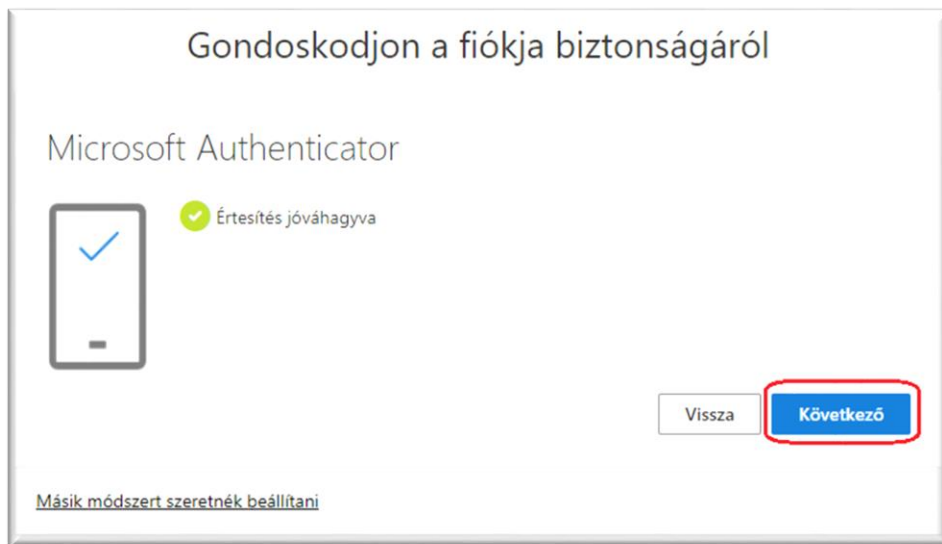 Gondoskodjon a fiókja biztonságáról
Microsoft Authenticator
Értesítés jóváhagyva
Vissza
Következő
Másik módszert szeretnék beállítani